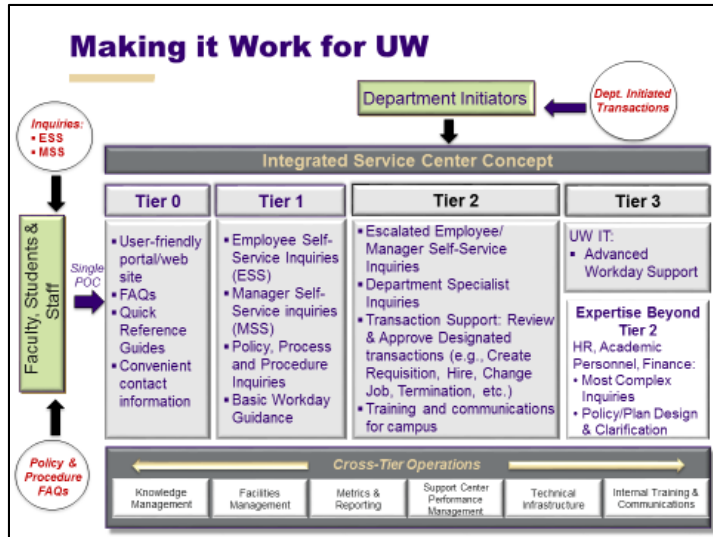 Making it Work for UW
Inquiries:
▪ ESS
▪ MSS
Department Initiators
Dept. Initiated
Transactions
Integrated Service Center Concept
Faculty, Students &
Staff
Single
POC
Tier 0
▪ User-friendly
portal/web
site
▪ FAQs
▪ Quick
Reference
Guides
▪ Convenient
contact
information
Tier 1
▪ Employee Self-
Service Inquiries
(ESS)
▪ Manager Self-
Service inquiries
(MSS)
▪ Policy, Process
and Procedure
Inquiries
▪ Basic Workday
Guidance
Tier 2
▪ Escalated Employee/
Manager Self-Service
Inquiries
▪ Department Specialist
Inquiries
▪ Transaction Support: Review
& Approve Designated
transactions (e.g., Create
Requisition, Hire, Change
Job, Termination, etc.)
▪ Training and communications
for campus
Tier 3
UW IT:
▪ Advanced
Workday Support
Expertise Beyond
Tier 2
HR, Academic
Personnel, Finance:
• Most Complex
Inquiries
• Policy/Plan Design
& Clarification
Policy &
Procedure
FAQs
Cross-Tier Operations
Knowledge
Management
Facilities
Management
Metrics &
Reporting
Support Center
Performance
Management
Technical
Infrastructure
Internal Training &
Communications